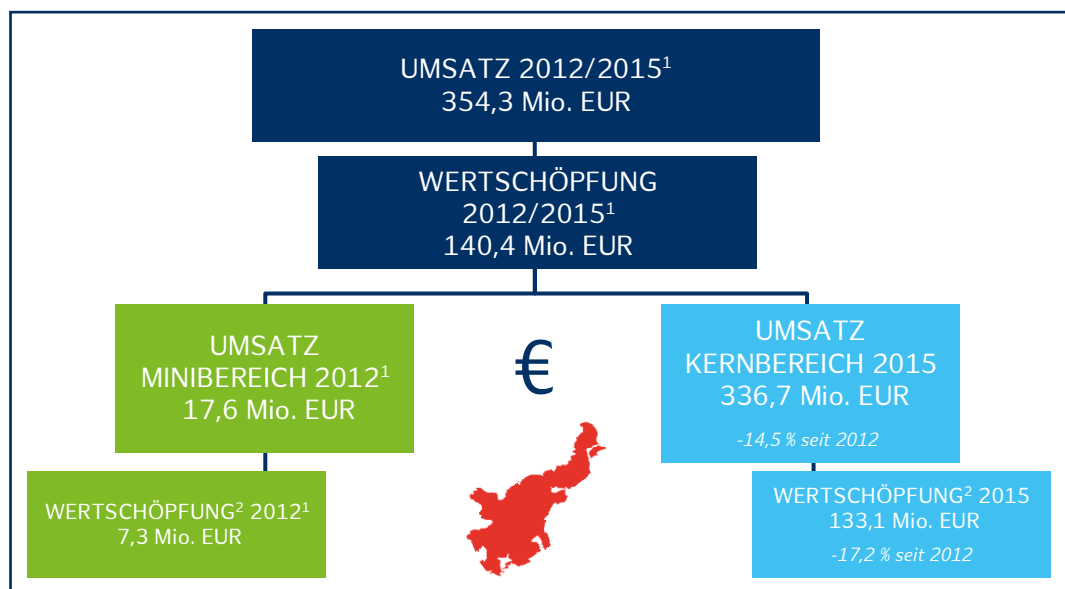 UMSATZ 2012/2015¹
354,3 Mio. EUR
WERTSCHÖPFUNG
2012/2015¹
140,4 Mio. EUR
UMSATZ
MINIBEREICH 2012¹
17,6 Mio. EUR
€
UMSATZ
KERNBEREICH 2015
336,7 Mio. EUR
-14,5 % seit 2012
WERTSCHÖPFUNG² 2012¹
7,3 Mio. EUR
WERTSCHÖPFUNG² 2015
133,1 Mio. EUR
-17,2 % seit 2012